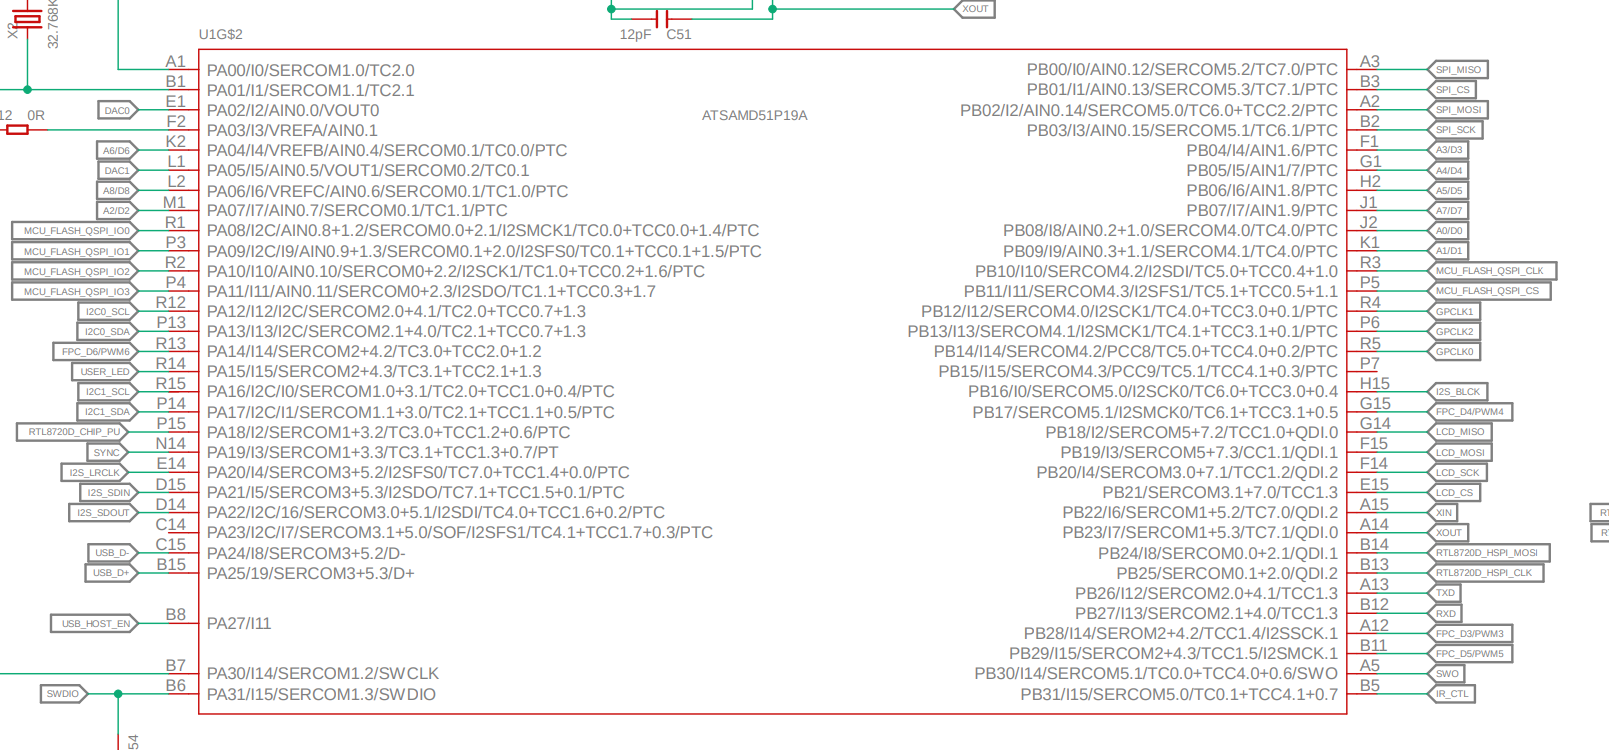 XOUT
X2
32.768K
12pF C51
U1G$2
ATSAMD51P19A
12 0R
A1 PA00/I0/SERCOM1.0/TC2.0
B1 PA01/I1/SERCOM1.1/TC2.1
DAC0 E1 PA02/I2/AIN0.0/VOUT0
F2 PA03/I3/VREFA/AIN0.1
A6/D6 K2 PA04/I4/VREFB/AIN0.4/SERCOM0.1/TC0.0/PTC
DAC1 L1 PA05/I5/AIN0.5/VOUT1/SERCOM0.2/TC0.1
A8/D8 L2 PA06/I6/VREFC/AIN0.6/SERCOM0.1/TC1.0/PTC
A2/D2 M1 PA07/I7/AIN0.7/SERCOM0.1/TC1.1/PTC
MCU_FLASH_QSPI_IO0 R1 PA08/I2C/AIN0.8+1.2/SERCOM0.0+2.1/I2SMCK1/TC0.0+TCC0.0+1.4/PTC
MCU_FLASH_QSPI_IO1 P3 PA09/I2C/I9/AIN0.9+1.3/SERCOM0.1+2.0/I2SFS0/TC0.1+TCC0.1+1.5/PTC
MCU_FLASH_QSPI_IO2 R2 PA10/I10/AIN0.10/SERCOM0+2.2/I2SCK1/TC1.0+TCC0.2+1.6/PTC
MCU_FLASH_QSPI_IO3 P4 PA11/I11/AIN0.11/SERCOM0+2.3/I2SDO/TC1.1+TCC0.3+1.7
I2C0_SCL R12 PA12/I12/I2C/SERCOM2.0+4.1/TC2.0+TCC0.7+1.3
I2C0_SDA P13 PA13/I13/I2C/SERCOM2.1+4.0/TC2.1+TCC0.7+1.3
FPC_D6/PWM6 R13 PA14/I14/SERCOM2+4.2/TC3.0+TCC2.0+1.2
USER_LED R14 PA15/I15/SERCOM2+4.3/TC3.1+TCC2.1+1.3
I2C1_SCL R15 PA16/I2C/I0/SERCOM1.0+3.1/TC2.0+TCC1.0+0.4/PTC
I2C1_SDA P14 PA17/I2C/I1/SERCOM1.1+3.0/TC2.1+TCC1.1+0.5/PTC
RTL8720D_CHIP_PU P15 PA18/I2/SERCOM1+3.2/TC3.0+TCC1.2+0.6/PTC
SYNC N14 PA19/I3/SERCOM1+3.3/TC3.1+TCC1.3+0.7/PT
I2S_LRCLK E14 PA20/I4/SERCOM3+5.2/I2SFS0/TC7.0+TCC1.4+0.0/PTC
I2S_SDIN D15 PA21/I5/SERCOM3+5.3/I2SDO/TC7.1+TCC1.5+0.1/PTC
I2S_SDOUT D14 PA22/I2C/16/SERCOM3.0+5.1/I2SDI/TC4.0+TCC1.6+0.2/PTC
C14 PA23/I2C/I7/SERCOM3.1+5.0/SOF/I2SFS1/TC4.1+TCC1.7+0.3/PTC
USB_D- C15 PA24/I8/SERCOM3+5.2/D-
USB_D+ B15 PA25/19/SERCOM3+5.3/D+
USB_HOST_EN B8 PA27/I11
B7 PA30/I14/SERCOM1.2/SWCLK
SWDIO B6 PA31/I15/SERCOM1.3/SWDIO
54
PB00/I0/AIN0.12/SERCOM5.2/TC7.0/PTC A3 SPI_MISO
PB01/I1/AIN0.13/SERCOM5.3/TC7.1/PTC B3 SPI_CS
PB02/I2/AIN0.14/SERCOM5.0/TC6.0+TCC2.2/PTC A2 SPI_MOSI
PB03/I3/AIN0.15/SERCOM5.1/TC6.1/PTC B2 SPI_SCK
PB04/I4/AIN1.6/PTC F1 A3/D3
PB05/I5/AIN1/7/PTC G1 A4/D4
PB06/I6/AIN1.8/PTC H2 A5/D5
PB07/I7/AIN1.9/PTC J1 A7/D7
PB08/I8/AIN0.2+1.0/SERCOM4.0/TC4.0/PTC J2 A0/D0
PB09/I9/AIN0.3+1.1/SERCOM4.1/TC4.0/PTC K1 A1/D1
PB10/I10/SERCOM4.2/I2SDI/TC5.0+TCC0.4+1.0 R3 MCU_FLASH_QSPI_CLK
PB11/I11/SERCOM4.3/I2SFS1/TC5.1+TCC0.5+1.1 P5 MCU_FLASH_QSPI_CS
PB12/I12/SERCOM4.0/I2SCK1/TC4.0+TCC3.0+0.1/PTC R4 GPCLK1
PB13/I13/SERCOM4.1/I2SMCK1/TC4.1+TCC3.1+0.1/PTC P6 GPCLK2
PB14/I14/SERCOM4.2/PCC8/TC5.0+TCC4.0+0.2/PTC R5 GPCLK0
PB15/I15/SERCOM4.3/PCC9/TC5.1/TCC4.1+0.3/PTC P7
PB16/I0/SERCOM5.0/I2SCK0/TC6.0+TCC3.0+0.4 H15 I2S_BLCK
PB17/SERCOM5.1/I2SMCK0/TC6.1+TCC3.1+0.5 G15 FPC_D4/PWM4
PB18/I2/SERCOM5+7.2/TCC1.0+QDI.0 G14 LCD_MISO
PB19/I3/SERCOM5+7.3/CC1.1/QDI.1 F15 LCD_MOSI
PB20/I4/SERCOM3.0+7.1/TCC1.2/QDI.2 F14 LCD_SCK
PB21/SERCOM3.1+7.0/TCC1.3 E15 LCD_CS
PB22/I6/SERCOM1+5.2/TC7.0/QDI.2 A15 XIN
PB23/I7/SERCOM1+5.3/TC7.1/QDI.0 A14 XOUT
PB24/I8/SERCOM0.0+2.1/QDI.1 B14 RTL8720D_HSPI_MOSI
PB25/SERCOM0.1+2.0/QDI.2 B13 RTL8720D_HSPI_CLK
PB26/I12/SERCOM2.0+4.1/TCC1.3 A13 TXD
PB27/I13/SERCOM2.1+4.0/TCC1.3 B12 RXD
PB28/I14/SEROM2+4.2/TCC1.4/I2SSCK.1 A12 FPC_D3/PWM3
PB29/I15/SERCOM2+4.3/TCC1.5/I2SMCK.1 B11 FPC_D5/PWM5
PB30/I14/SERCOM5.1/TC0.0+TCC4.0+0.6/SWO A5 SWO
PB31/I15/SERCOM5.0/TC0.1+TCC4.1+0.7 B5 IR_CTL